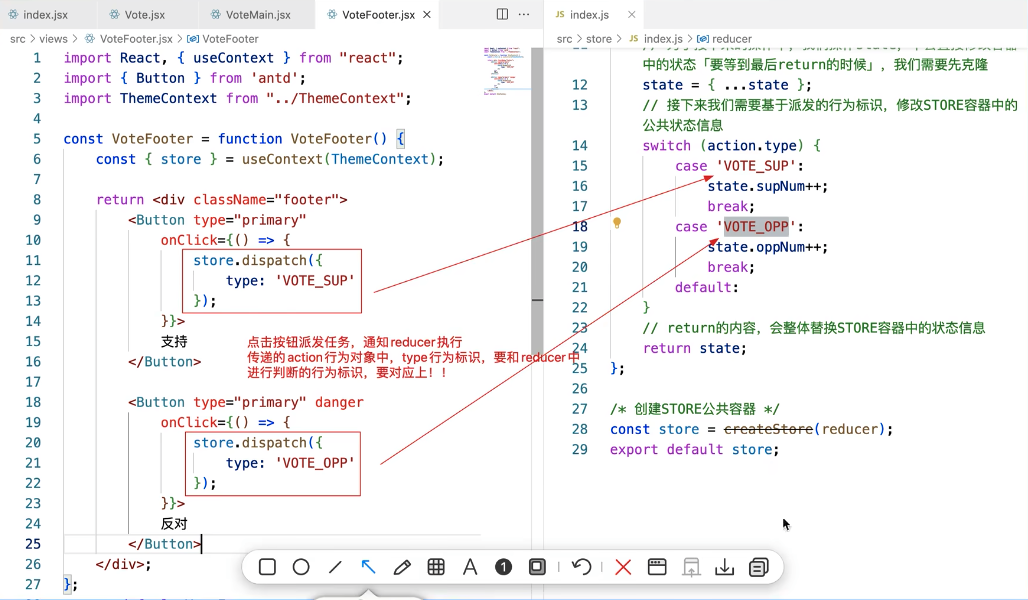 index.jsx
Vote.jsx
VoteMain.jsx
VoteFooter.jsx
src > views > VoteFooter.jsx > VoteFooter
1 import React, { useContext } from "react";
2 import { Button } from 'antd';
3 import ThemeContext from "../ThemeContext";
4
5 const VoteFooter = function VoteFooter() {
6 const { store } = useContext(ThemeContext);
7
8 return <div className="footer">
9 <Button type="primary"
10 onClick={() => {
11 store.dispatch({
12 type: 'VOTE_SUP'
13 });
14 }}>
15 支持
16 </Button>
17
18 <Button type="primary" danger
19 onClick={() => {
20 store.dispatch({
21 type: 'VOTE_OPP'
22 });
23 }}>
24 反对
25 </Button>
26 </div>;
27 };
点击按钮派发任务，通知reducer执行
传递的action行为对象中，type行为标识，要和reducer中
进行判断的行为标识，要对应上！！
JS index.js
src > store > JS index.js > reducer
中的状态「要等到最后return的时候」，我们需要先克隆
12 state = { ...state };
13 // 接下来我们需要基于派发的行为标识，修改STORE容器中的
公共状态信息
14 switch (action.type) {
15 case 'VOTE_SUP':
16 state.supNum++;
17 break;
18 case 'VOTE_OPP':
19 state.oppNum++;
20 break;
21 default:
22 }
23 // return的内容，会整体替换STORE容器中的状态信息
24 return state;
25 };
26
27 /* 创建STORE公共容器 */
28 const store = createStore(reducer);
29 export default store;
A
1